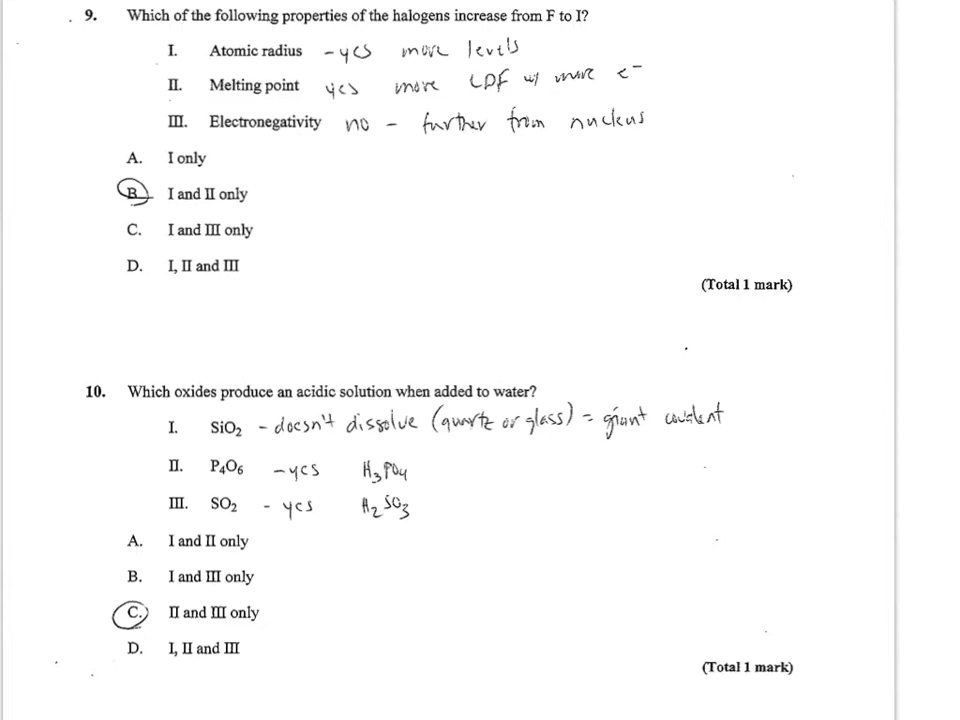 9. Which of the following properties of the halogens increase from F to I?
I. Atomic radius - yes more levels
II. Melting point yes more LDF w/ more e⁻
III. Electronegativity no - further from nucleus
A. I only
B. I and II only
C. I and III only
D. I, II and III
(Total 1 mark)
10. Which oxides produce an acidic solution when added to water?
I. SiO₂ - doesn't dissolve (quartz or glass) = giant covalent
II. P₄O₆ - yes H₃PO₄
III. SO₂ - yes H₂SO₃
A. I and II only
B. I and III only
C. II and III only
D. I, II and III
(Total 1 mark)